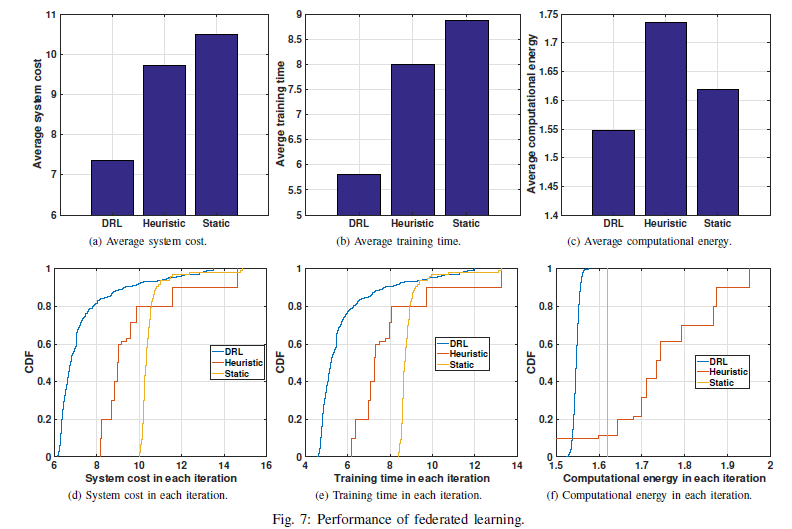 Average system cost
11
10
9
8
7
6
DRL Heuristic Static
(a) Average system cost.
Averge training time
9
8.5
8
7.5
7
6.5
6
5.5
5
DRL Heuristic Static
(b) Average training time.
Average computational energy
1.75
1.7
1.65
1.6
1.55
1.5
1.45
1.4
DRL Heuristic Static
(c) Average computational energy.
CDF
1
0.8
0.6
0.4
0.2
0
DRL
Heuristic
Static
6 8 10 12 14 16
System cost in each iteration
(d) System cost in each iteration.
CDF
1
0.8
0.6
0.4
0.2
0
DRL
Heuristic
Static
4 6 8 10 12 14
Training time in each iteration
(e) Training time in each iteration.
CDF
1
0.8
0.6
0.4
0.2
0
DRL
Heuristic
Static
1.5 1.6 1.7 1.8 1.9 2
Computational energy in each iteration
(f) Computational energy in each iteration.
Fig. 7: Performance of federated learning.